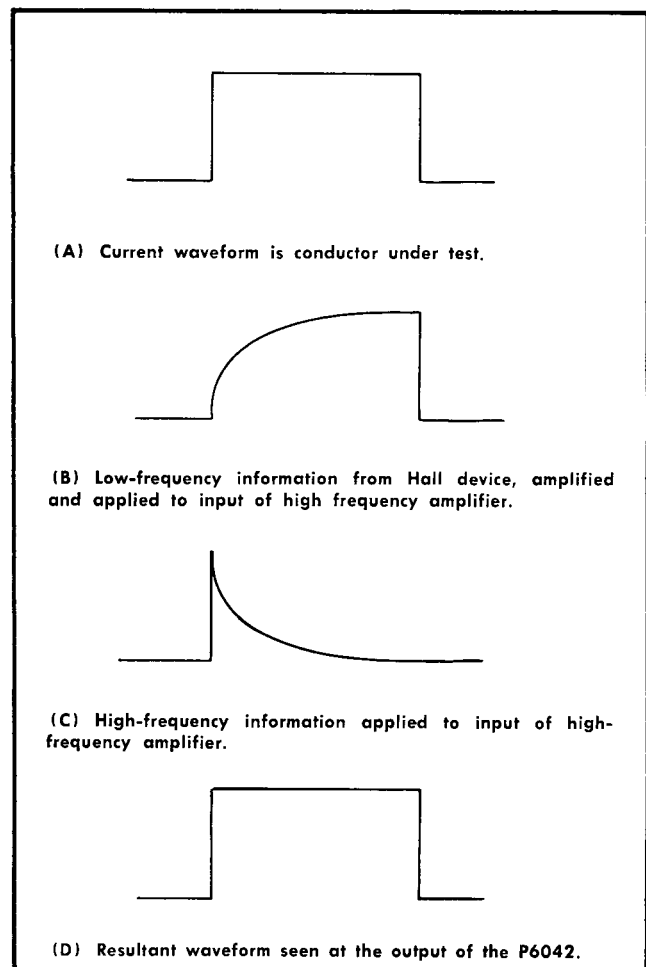 (A) Current waveform is conductor under test.
(B) Low-frequency information from Hall device, amplified
and applied to input of high frequency amplifier.
(C) High-frequency information applied to input of high-
frequency amplifier.
(D) Resultant waveform seen at the output of the P6042.